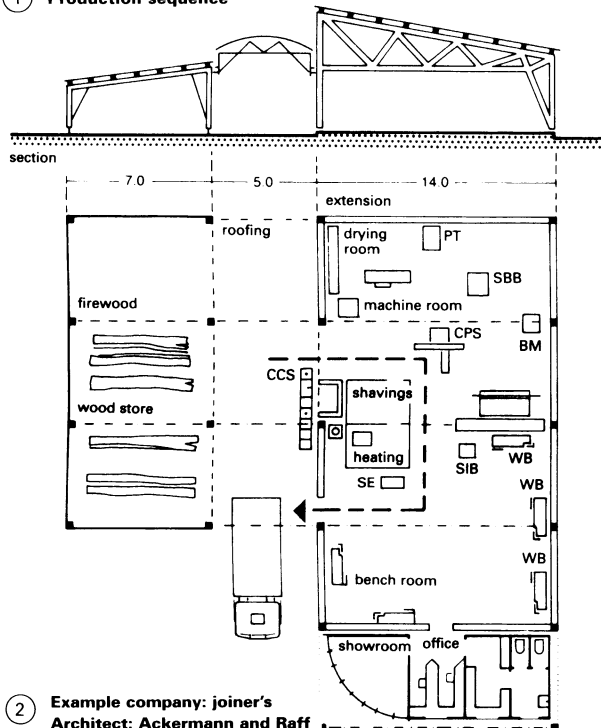 1 Production sequence
section
7.0 5.0 14.0
extension
roofing
drying room
PT
SBB
firewood
machine room
CPS
BM
CCS
shavings
wood store
heating
SIB
WB
SE
WB
WB
bench room
showroom office
2 Example company: joiner's
Architect: Ackermann and Raff